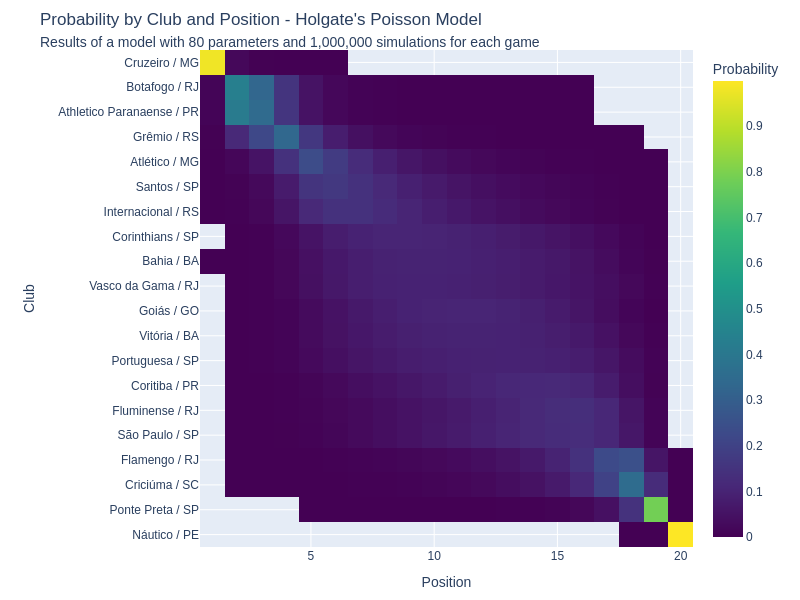 Probability by Club and Position - Holgate's Poisson Model
Results of a model with 80 parameters and 1,000,000 simulations for each game
Probability
Club
Cruzeiro / MG
Botafogo / RJ
Athletico Paranaense / PR
Grêmio / RS
Atlético / MG
Santos / SP
Internacional / RS
Corinthians / SP
Bahia / BA
Vasco da Gama / RJ
Goiás / GO
Vitória / BA
Portuguesa / SP
Coritiba / PR
Fluminense / RJ
São Paulo / SP
Flamengo / RJ
Criciúma / SC
Ponte Preta / SP
Náutico / PE
0.9
0.8
0.7
0.6
0.5
0.4
0.3
0.2
0.1
0
5
10
15
20
Position